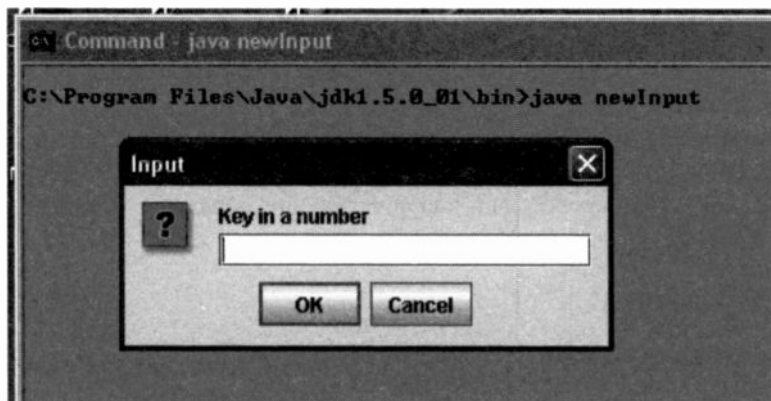 Command - java newInput
C:\Program Files\Java\jdk1.5.0_01\bin>java newInput
Input
Key in a number
OK Cancel